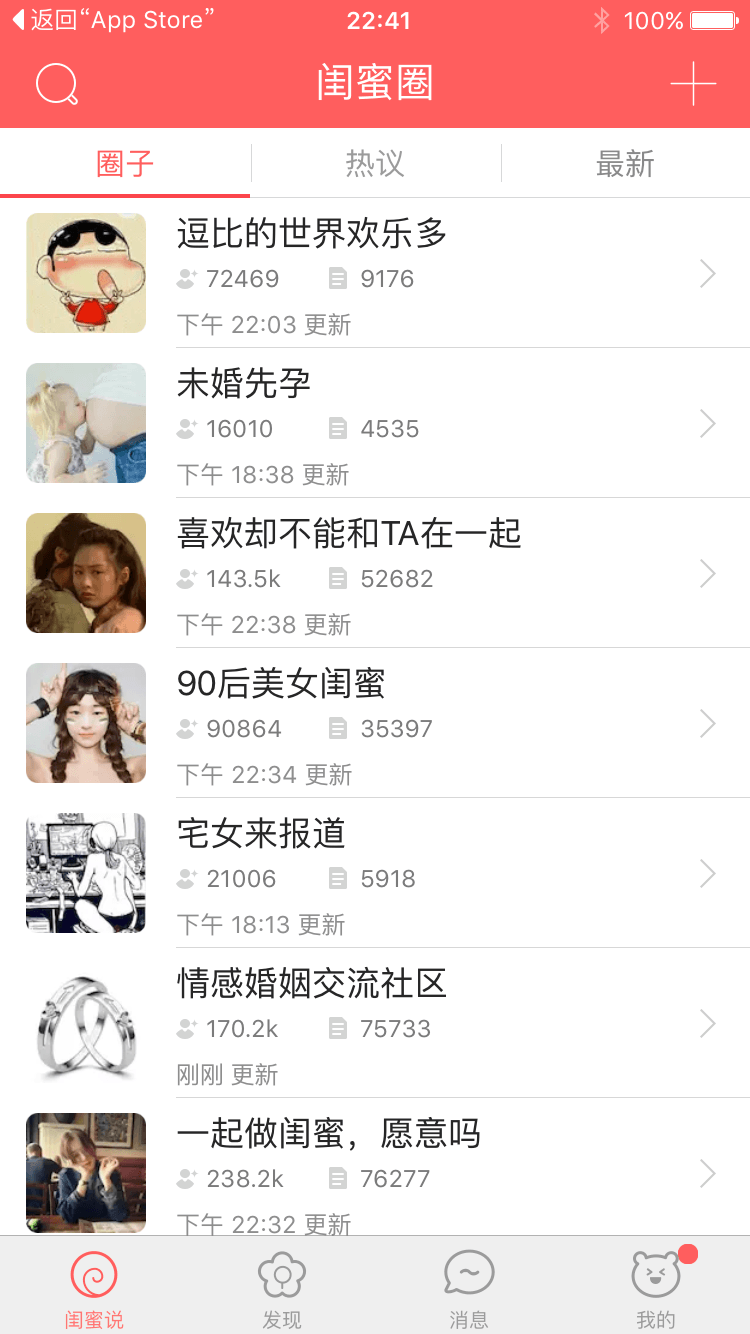 返回“App Store”
22:41
100%
闺蜜圈
圈子
热议
最新
逗比的世界欢乐多
72469
9176
下午 22:03 更新
未婚先孕
16010
4535
下午 18:38 更新
喜欢却不能和TA在一起
143.5k
52682
下午 22:38 更新
90后美女闺蜜
90864
35397
下午 22:34 更新
宅女来报道
21006
5918
下午 18:13 更新
情感婚姻交流社区
170.2k
75733
刚刚 更新
一起做闺蜜，愿意吗
238.2k
76277
下午 22:32 更新
闺蜜说
发现
消息
我的